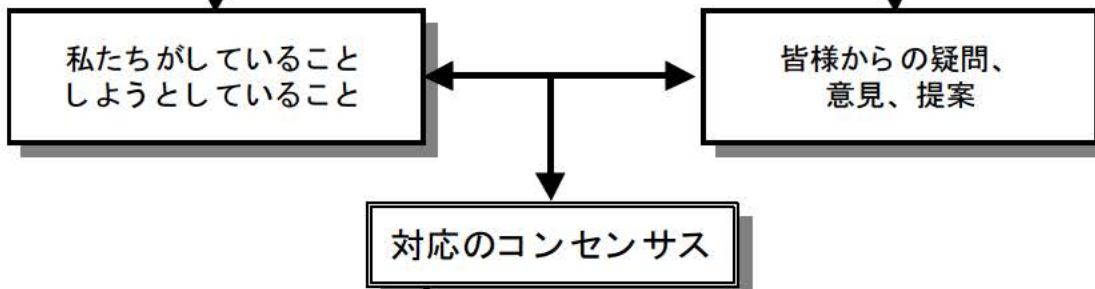 私たちがしていること
しようとしていること
皆様からの疑問、
意見、提案
対応のコンセンサス